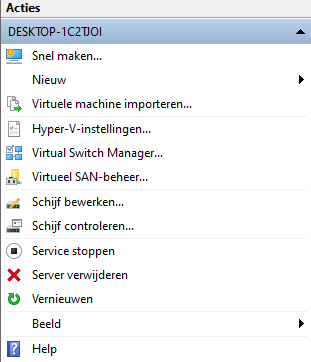 Acties
DESKTOP-1C2TJOI
Snel maken...
Nieuw
Virtuele machine importeren...
Hyper-V-instellingen...
Virtual Switch Manager...
Virtueel SAN-beheer...
Schijf bewerken...
Schijf controleren...
Service stoppen
Server verwijderen
Vernieuwen
Beeld
Help